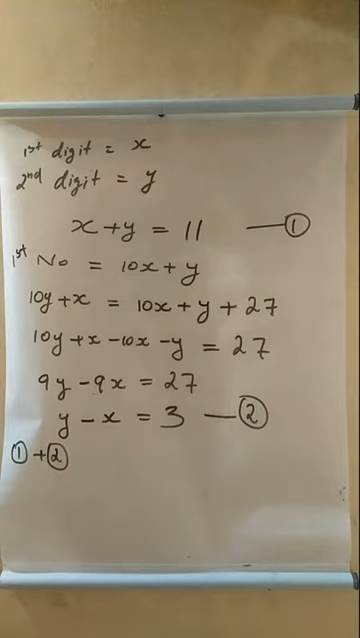 1st digit = x
2nd digit = y
x + y = 11 —①
1st No = 10x + y
10y + x = 10x + y + 27
10y + x - 10x - y = 27
9y - 9x = 27
y - x = 3 —②
① + ②